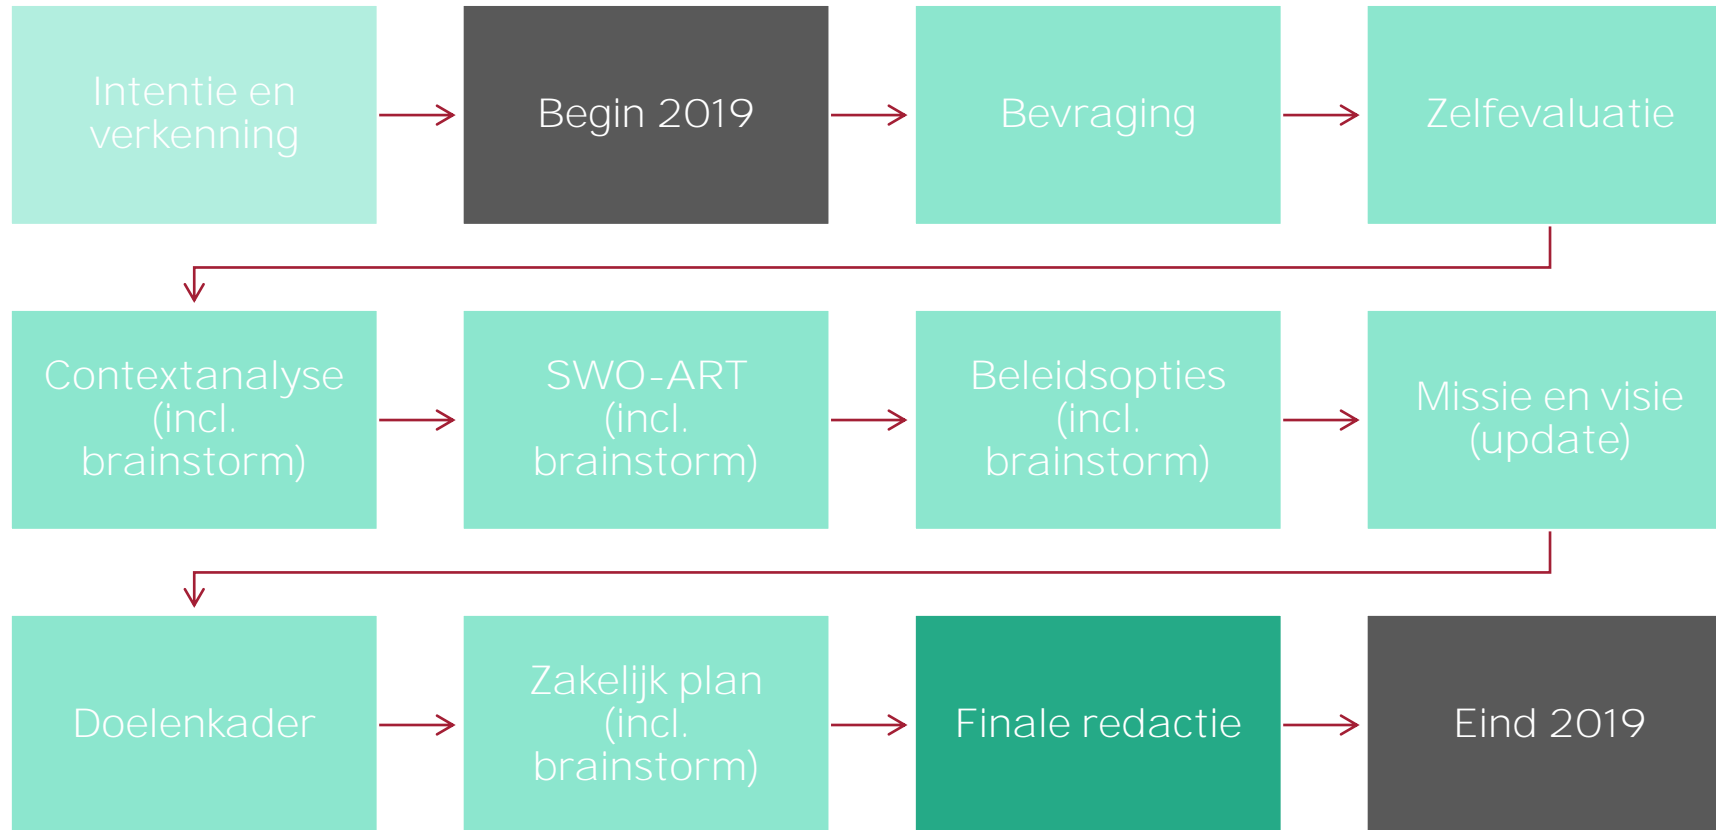 Intentie en
verkenning
Begin 2019
Bevraging
Zelfevaluatie
Contextanalyse
(incl.
brainstorm)
SWO-ART
(incl.
brainstorm)
Beleidsopties
(incl.
brainstorm)
Missie en visie
(update)
Doelenkader
Zakelijk plan
(incl.
brainstorm)
Finale redactie
Eind 2019